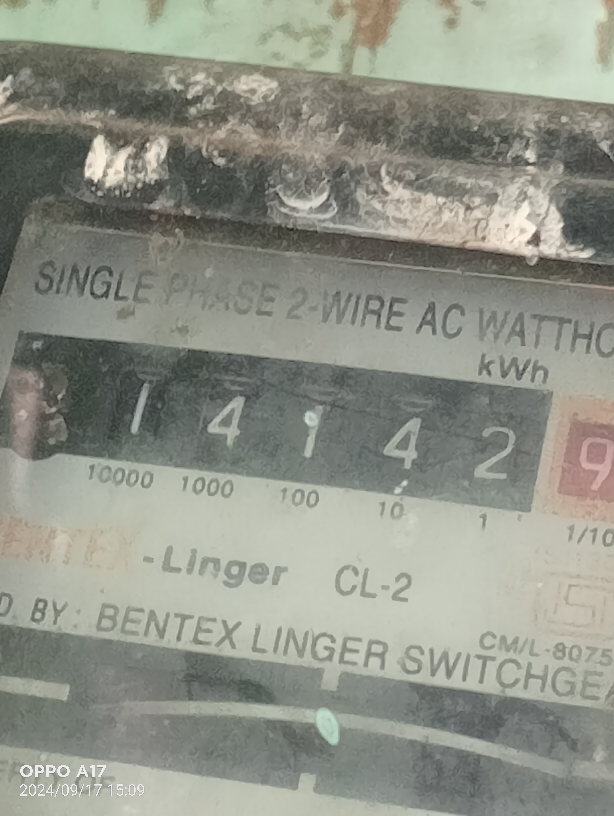 SINGLE PHASE 2-WIRE AC WATTHO
kWh
1 4 1 4 2 9
10000 1000 100 10 1 1/10
BENTEX -Linger CL-2
D. BY : BENTEX LINGER SWITCHGEA
CM/L-8075
OPPO A17
2024/09/17 15:09